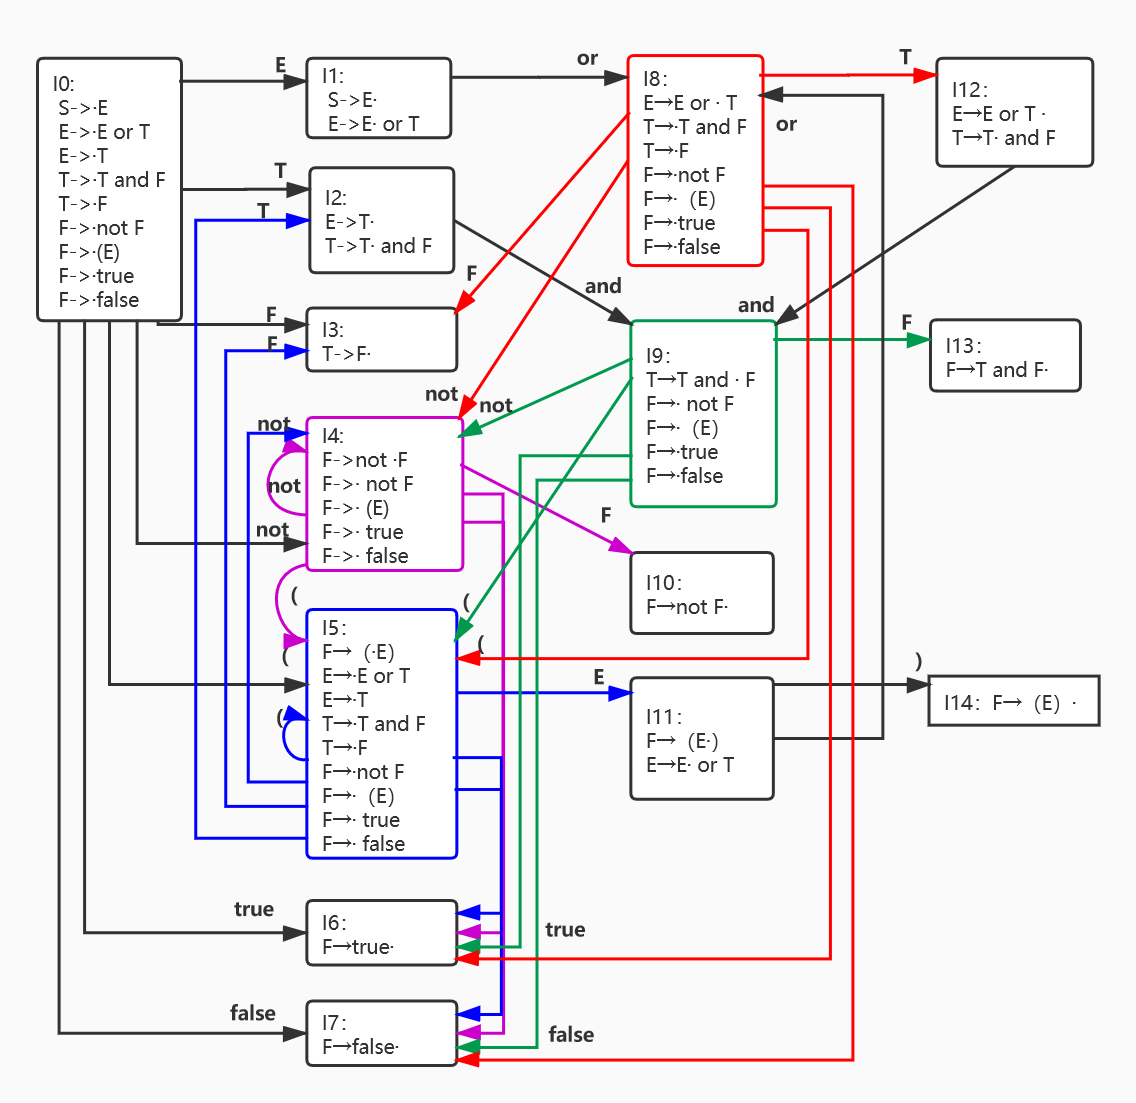 I0:
S->·E
E->·E or T
E->·T
T->·T and F
T->·F
F->·not F
F->·(E)
F->·true
F->·false
E
I1:
S->E·
E->E· or T
or
I8:
E→E or · T
T→·T and F
T→·F
F→·not F
F→·（E)
F→·true
F→·false
T
I12:
E→E or T ·
T→T· and F
or
T
T
I2:
E->T·
T->T· and F
and
and
F
F
F
I3:
T->F·
I9:
T→T and · F
F→· not F
F→·（E)
F→·true
F→·false
F
I13:
F→T and F·
not
not
not
not
not
I4:
F->not ·F
F->· not F
F->· (E)
F->· true
F->· false
F
I10:
F→not F·
(
(
(
(
(
I5:
F→（·E)
E→·E or T
E→·T
T→·T and F
T→·F
F→·not F
F→·（E)
F→· true
F→· false
E
I11:
F→（E·)
E→E· or T
)
I14: F→（E）·
true
I6:
F→true·
true
false
I7:
F→false·
false